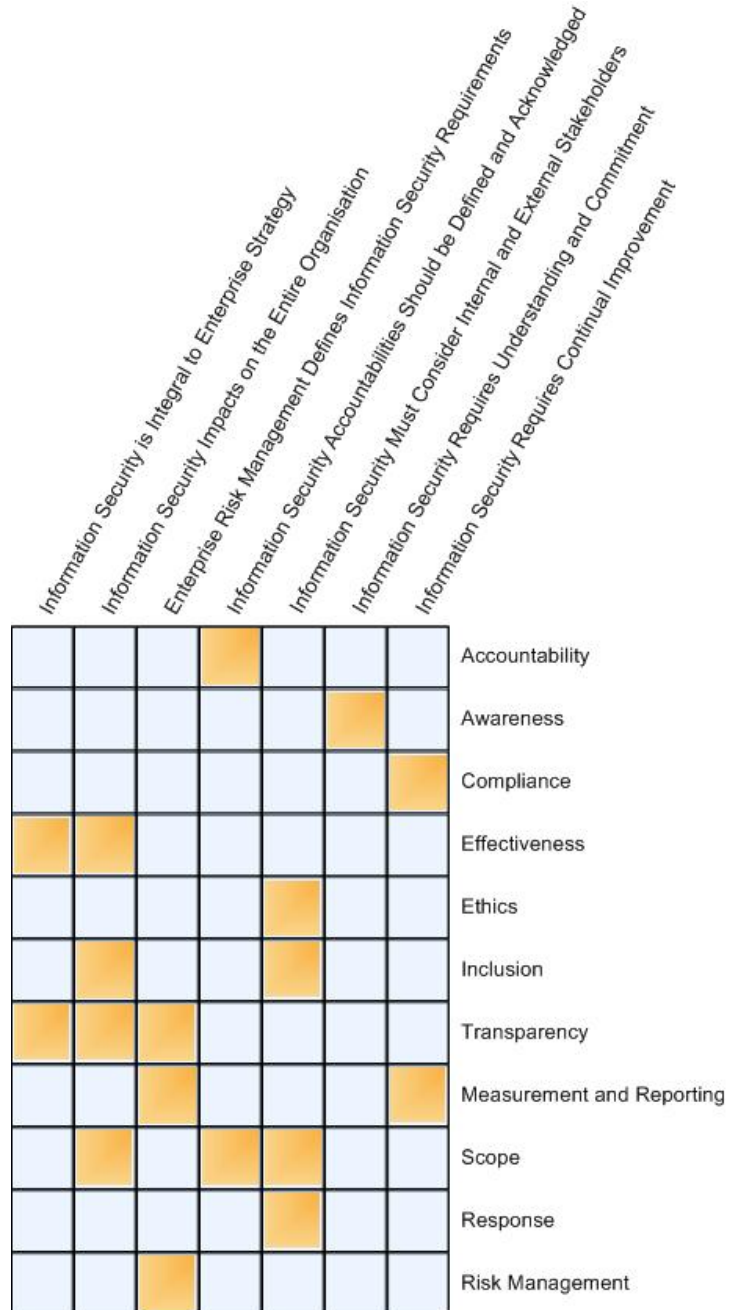 Information Security is Integral to Enterprise Strategy
Information Security Impacts on the Entire Organisation
Enterprise Risk Management Defines Information Security Requirements
Information Security Accountabilities Should be Defined and Acknowledged
Information Security Must Consider Internal and External Stakeholders
Information Security Requires Understanding and Commitment
Information Security Requires Continual Improvement
Accountability
Awareness
Compliance
Effectiveness
Ethics
Inclusion
Transparency
Measurement and Reporting
Scope
Response
Risk Management